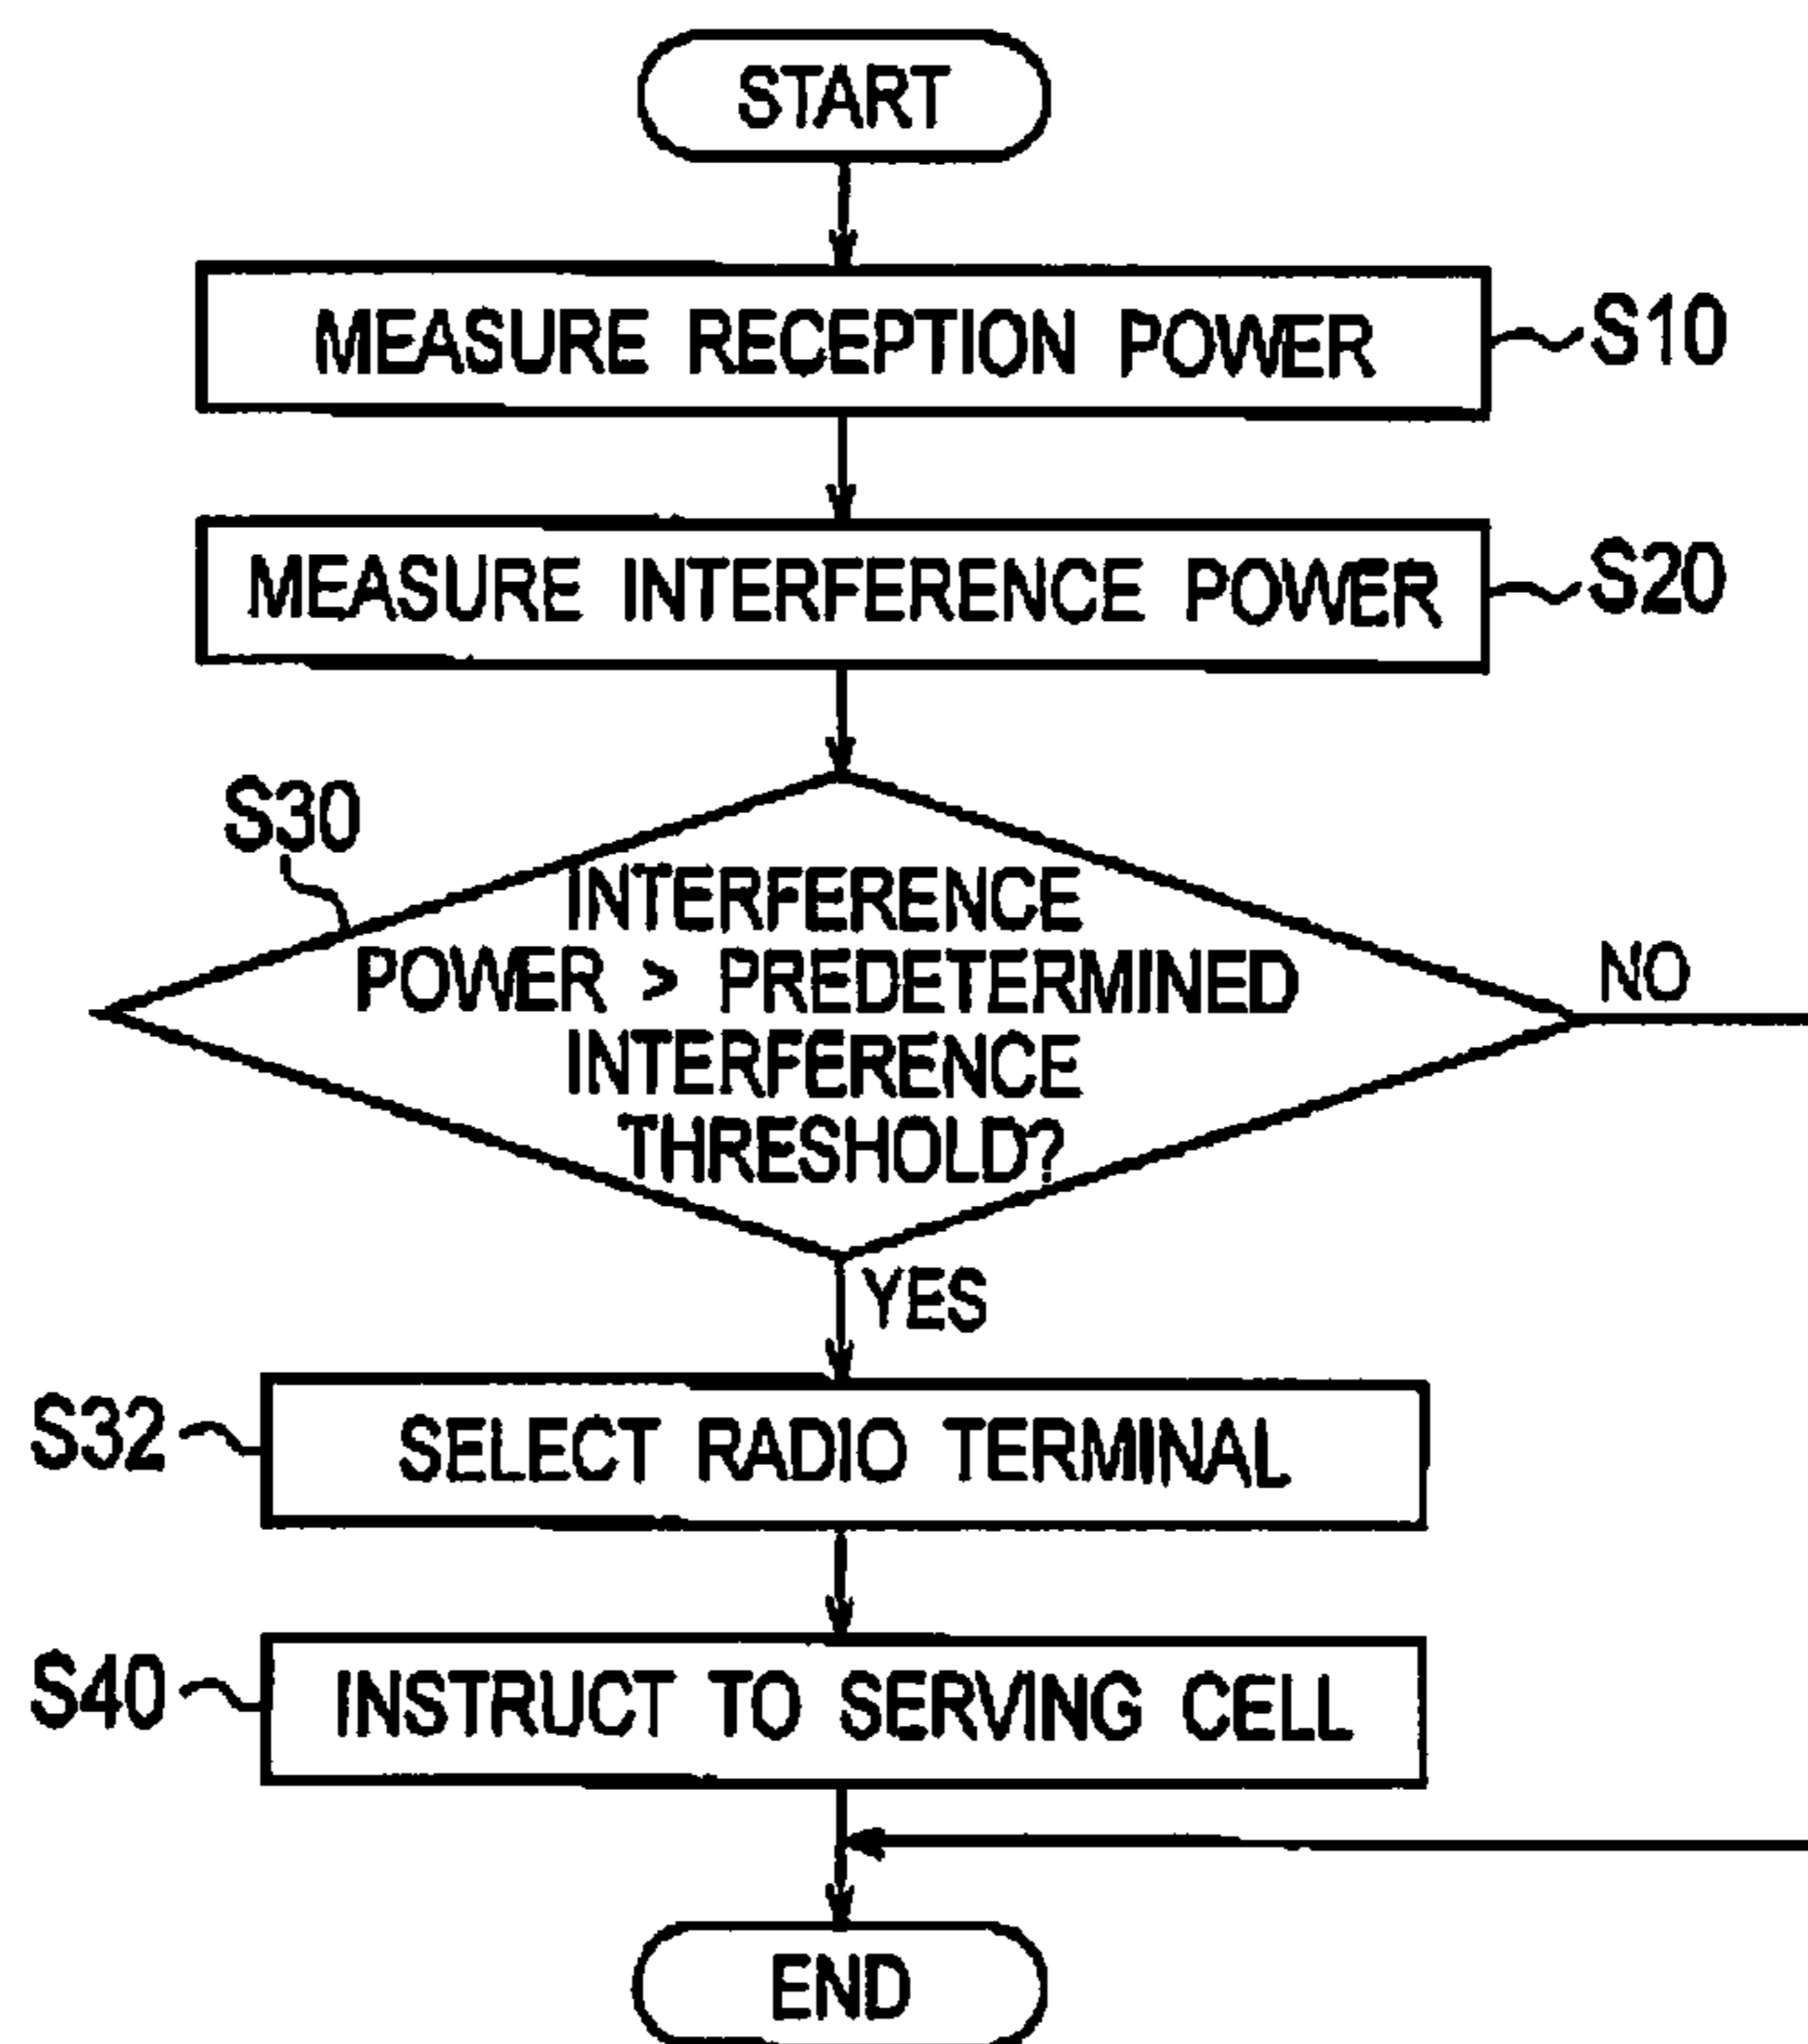 START
MEASURE RECEPTION POWER
S10
MEASURE INTERFERENCE POWER
S20
S30
INTERFERENCE
POWER > PREDETERMINED
INTERFERENCE
THRESHOLD?
NO
YES
S32
SELECT RADIO TERMINAL
S40
INSTRUCT TO SERVING CELL
END